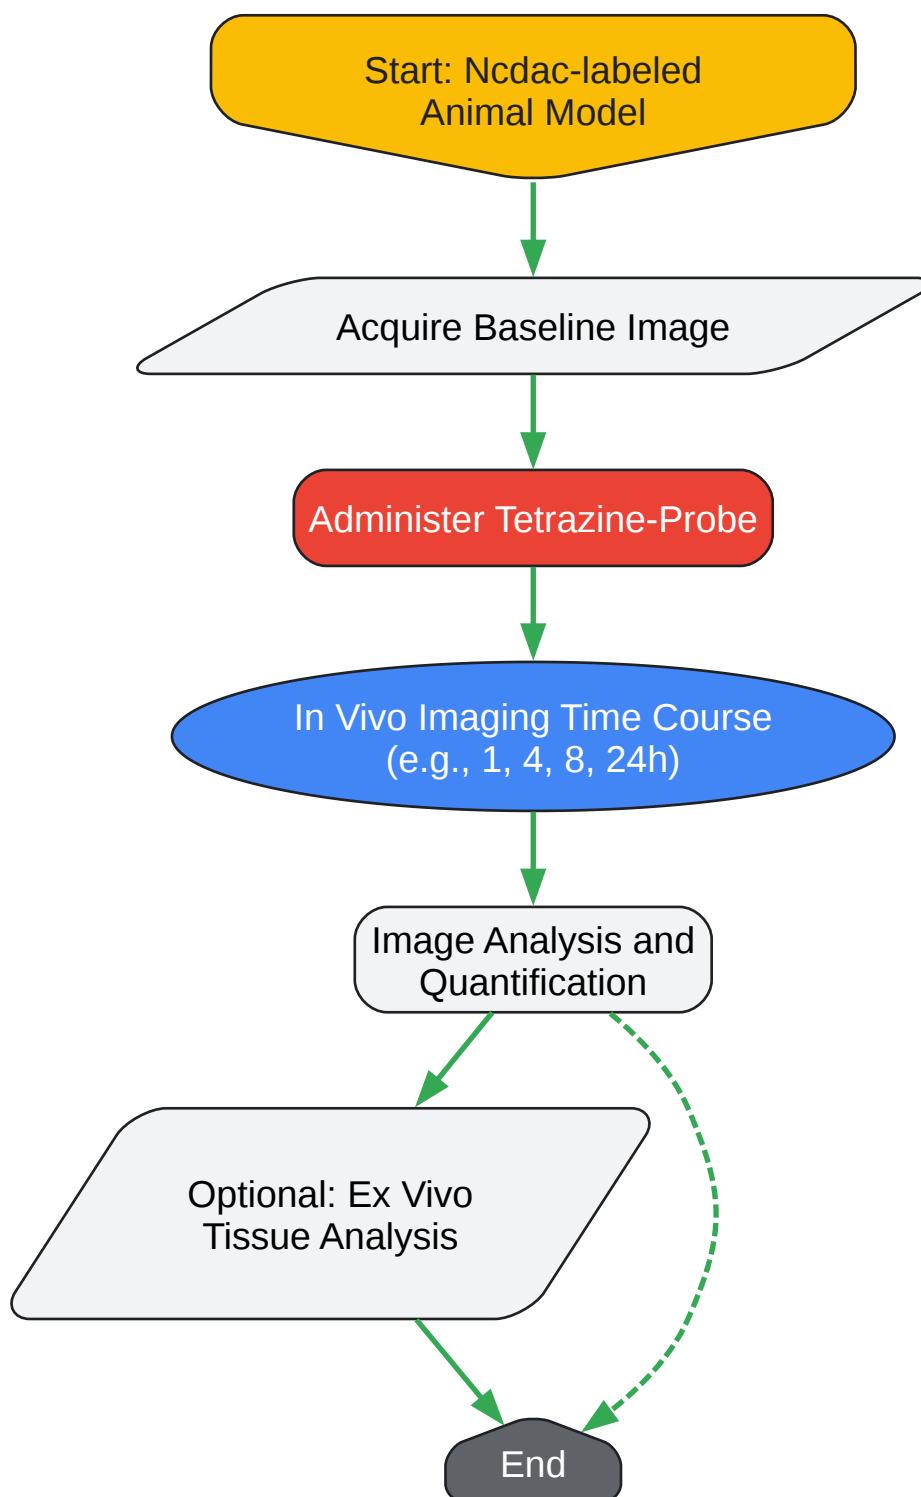 Start: Ncdac-labeled
Animal Model
Acquire Baseline Image
Administer Tetrazine-Probe
In Vivo Imaging Time Course
(e.g., 1, 4, 8, 24h)
Image Analysis and
Quantification
Optional: Ex Vivo
Tissue Analysis
End